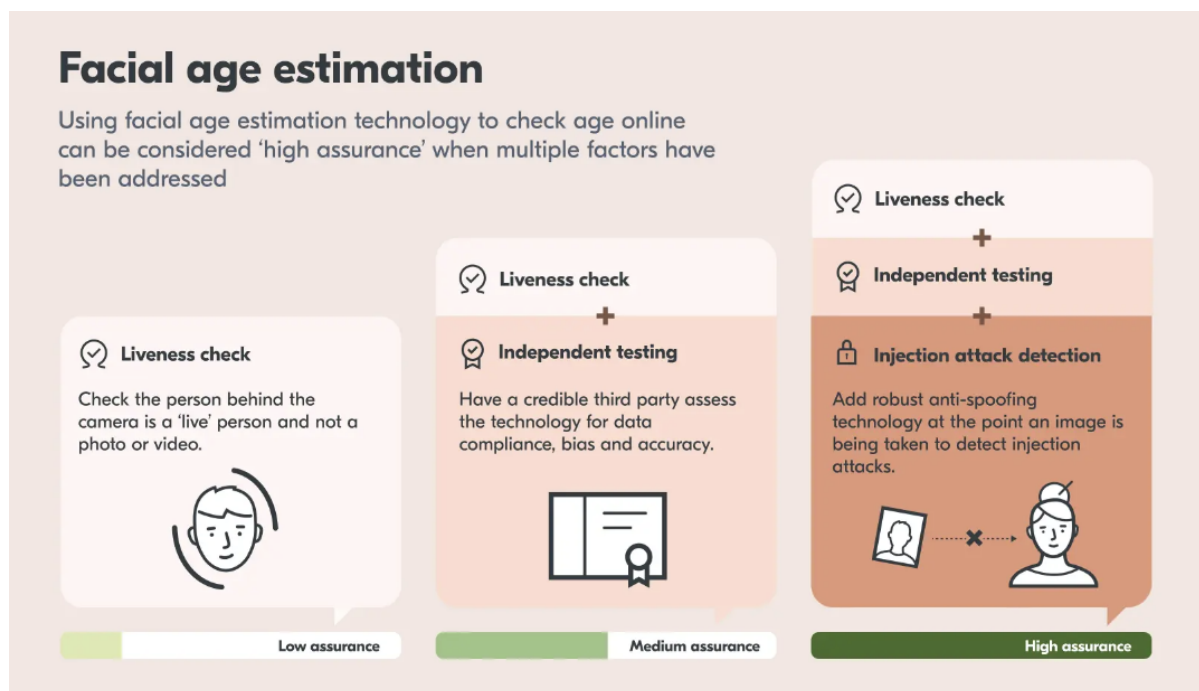 Facial age estimation
Using facial age estimation technology to check age online
can be considered ‘high assurance’ when multiple factors have
been addressed
Liveness check
Check the person behind the
camera is a ‘live’ person and not a
photo or video.
Low assurance
Liveness check
+
Independent testing
Have a credible third party assess
the technology for data
compliance, bias and accuracy.
Medium assurance
Liveness check
+
Independent testing
+
Injection attack detection
Add robust anti-spoofing
technology at the point an image is
being taken to detect injection
attacks.
High assurance